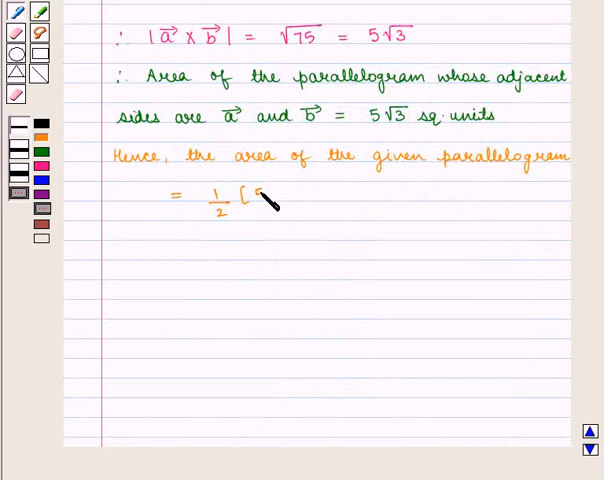 ∴ |a⃗ × b⃗| = √75 = 5√3
∴ Area of the parallelogram whose adjacent
sides are a⃗ and b⃗ = 5√3 sq. units
Hence, the area of the given parallelogram
= 1/2 [5